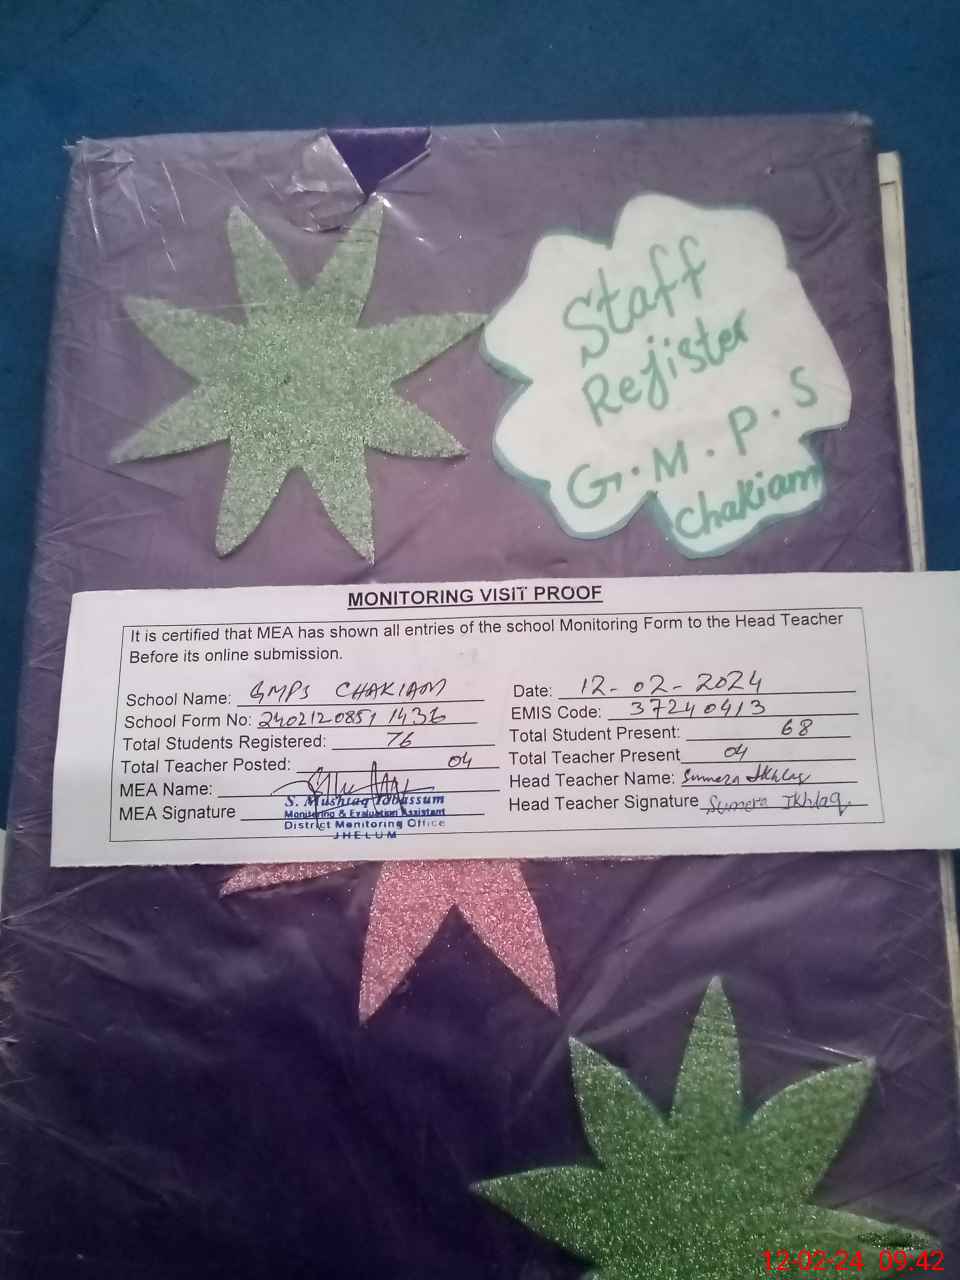 Staff
Rejister
G.M.P.S
Chakiam
MONITORING VISIT PROOF
It is certified that MEA has shown all entries of the school Monitoring Form to the Head Teacher
Before its online submission.
School Name: GMPS CHAKIAM
Date: 12-02-2024
School Form No:
EMIS Code: 37240413
Total Students Registered: 76
Total Student Present: 68
Total Teacher Posted: 04
Total Teacher Present 04
MEA Name:
Head Teacher Name: Sumera Ikhlaq
MEA Signature
Head Teacher Signature Sumera Ikhlaq
S. Mushtaq Tabassum
Monitoring & Evaluation Assistant
District Monitoring Office
JHELUM
12-02-24 09:42